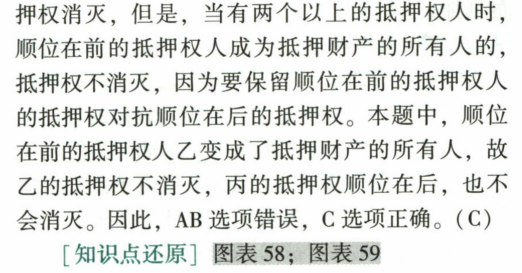 押权消灭，但是，当有两个以上的抵押权人时，
顺位在前的抵押权人成为抵押财产的所有人的，
抵押权不消灭，因为要保留顺位在前的抵押权人
的抵押权对抗顺位在后的抵押权。本题中，顺位
在前的抵押权人乙变成了抵押财产的所有人，故
乙的抵押权不消灭，丙的抵押权顺位在后，也不
会消灭。因此，AB 选项错误，C 选项正确。(C)
[知识点还原] 图表 58；图表 59